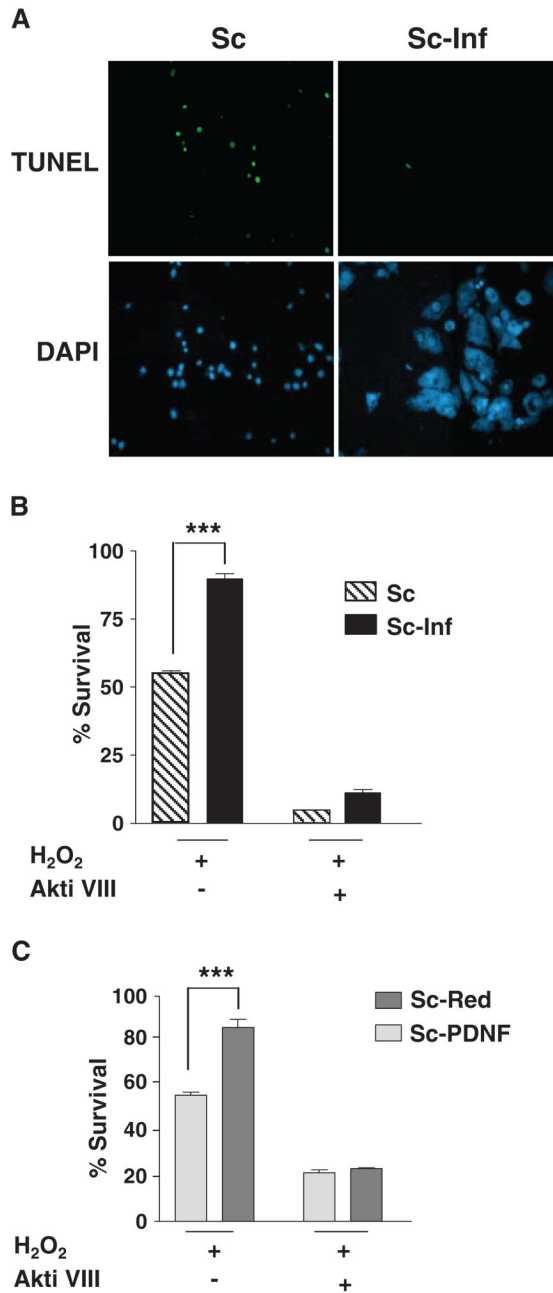 A
Sc Sc-Inf
TUNEL
DAPI
B
***
100
75
50
25
0
% Survival
Sc
Sc-Inf
H₂O₂ + +
Akti VIII - +
C
***
100
80
60
40
20
0
% Survival
Sc-Red
Sc-PDNF
H₂O₂ + +
Akti VIII - +